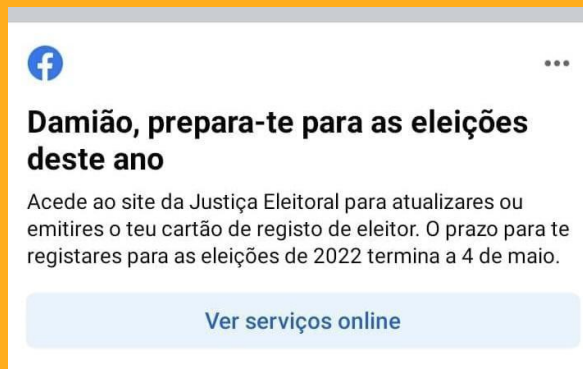 Damião, prepara-te para as eleições
deste ano
Acede ao site da Justiça Eleitoral para atualizares ou
emitires o teu cartão de registo de eleitor. O prazo para te
registares para as eleições de 2022 termina a 4 de maio.
Ver serviços online